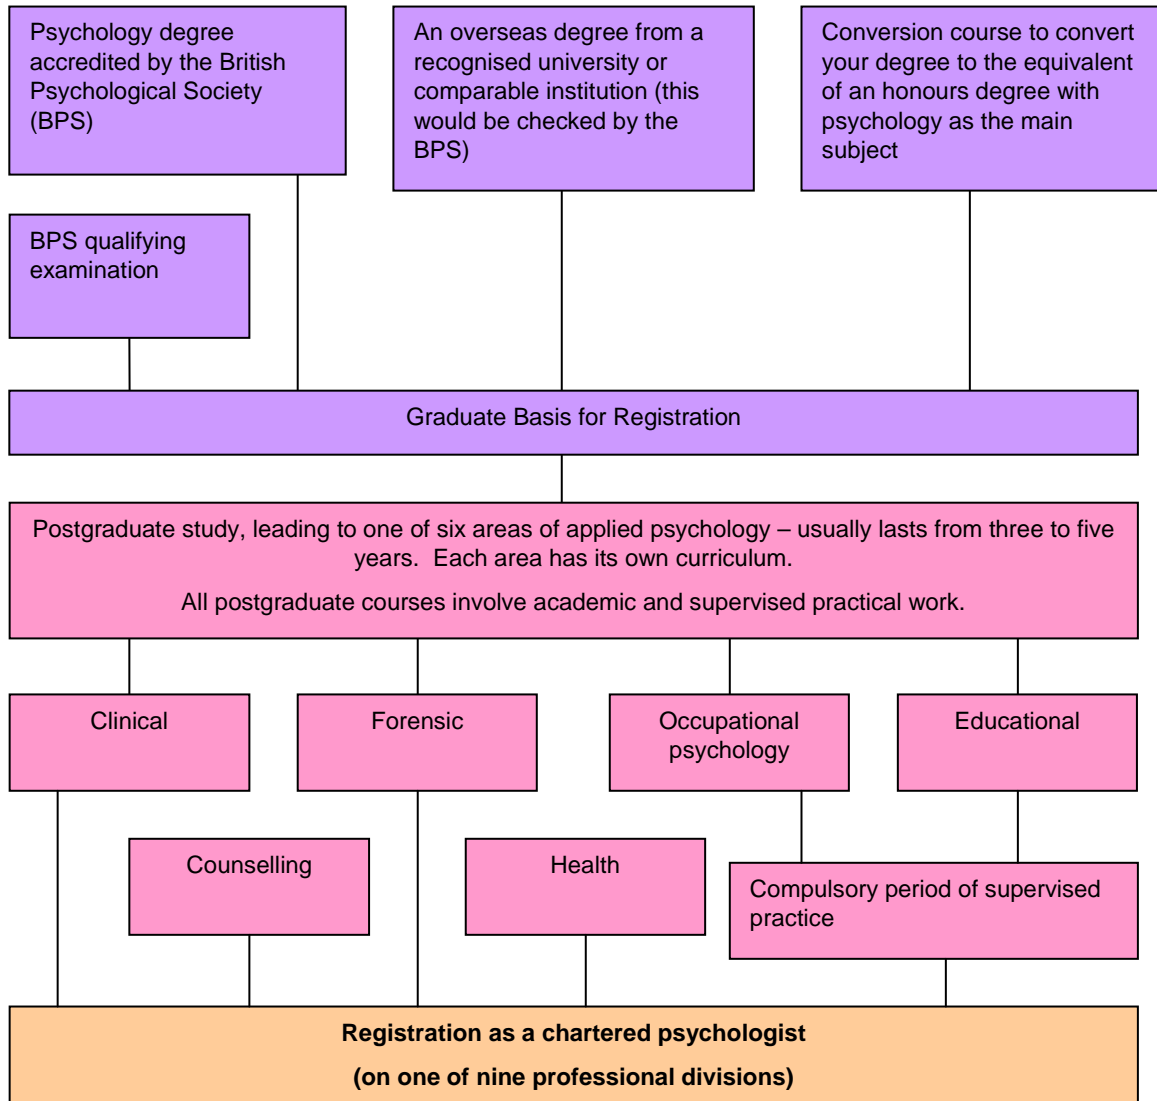 Psychology degree
accredited by the British
Psychological Society
(BPS)
An overseas degree from a
recognised university or
comparable institution (this
would be checked by the
BPS)
Conversion course to convert
your degree to the equivalent
of an honours degree with
psychology as the main
subject
BPS qualifying
examination
Graduate Basis for Registration
Postgraduate study, leading to one of six areas of applied psychology – usually lasts from three to five
years.  Each area has its own curriculum.
All postgraduate courses involve academic and supervised practical work.
Clinical
Forensic
Occupational
psychology
Educational
Counselling
Health
Compulsory period of supervised
practice
Registration as a chartered psychologist
(on one of nine professional divisions)